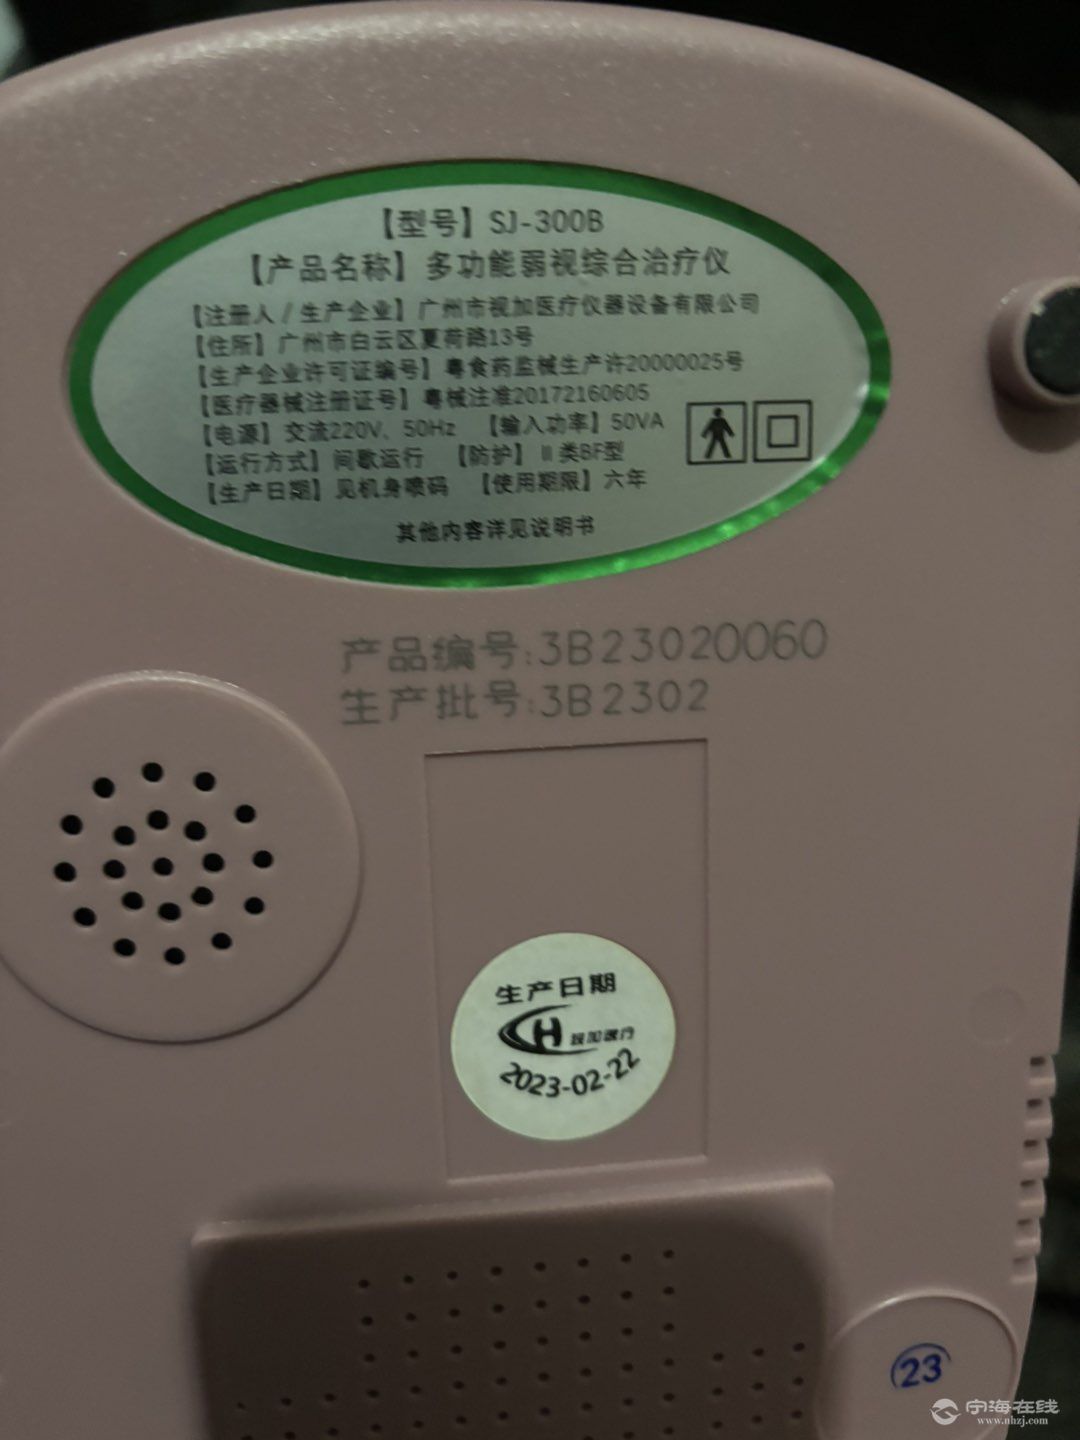 【型号】SJ-300B
【产品名称】多功能弱视综合治疗仪
【注册人/生产企业】广州市视加医疗仪器设备有限公司
【住所】广州市白云区夏荷路13号
【生产企业许可证编号】粤食药监械生产许20000025号
【医疗器械注册证号】粤械注准20172160605
【电源】交流220V、50Hz 【输入功率】50VA
【运行方式】间歇运行 【防护】II类BF型
【生产日期】见机身喷码 【使用期限】六年
其他内容详见说明书
产品编号:3B23020060
生产批号:3B2302
生产日期
H 视加医疗
2023-02-22
23
宁海在线
www.nhzj.com